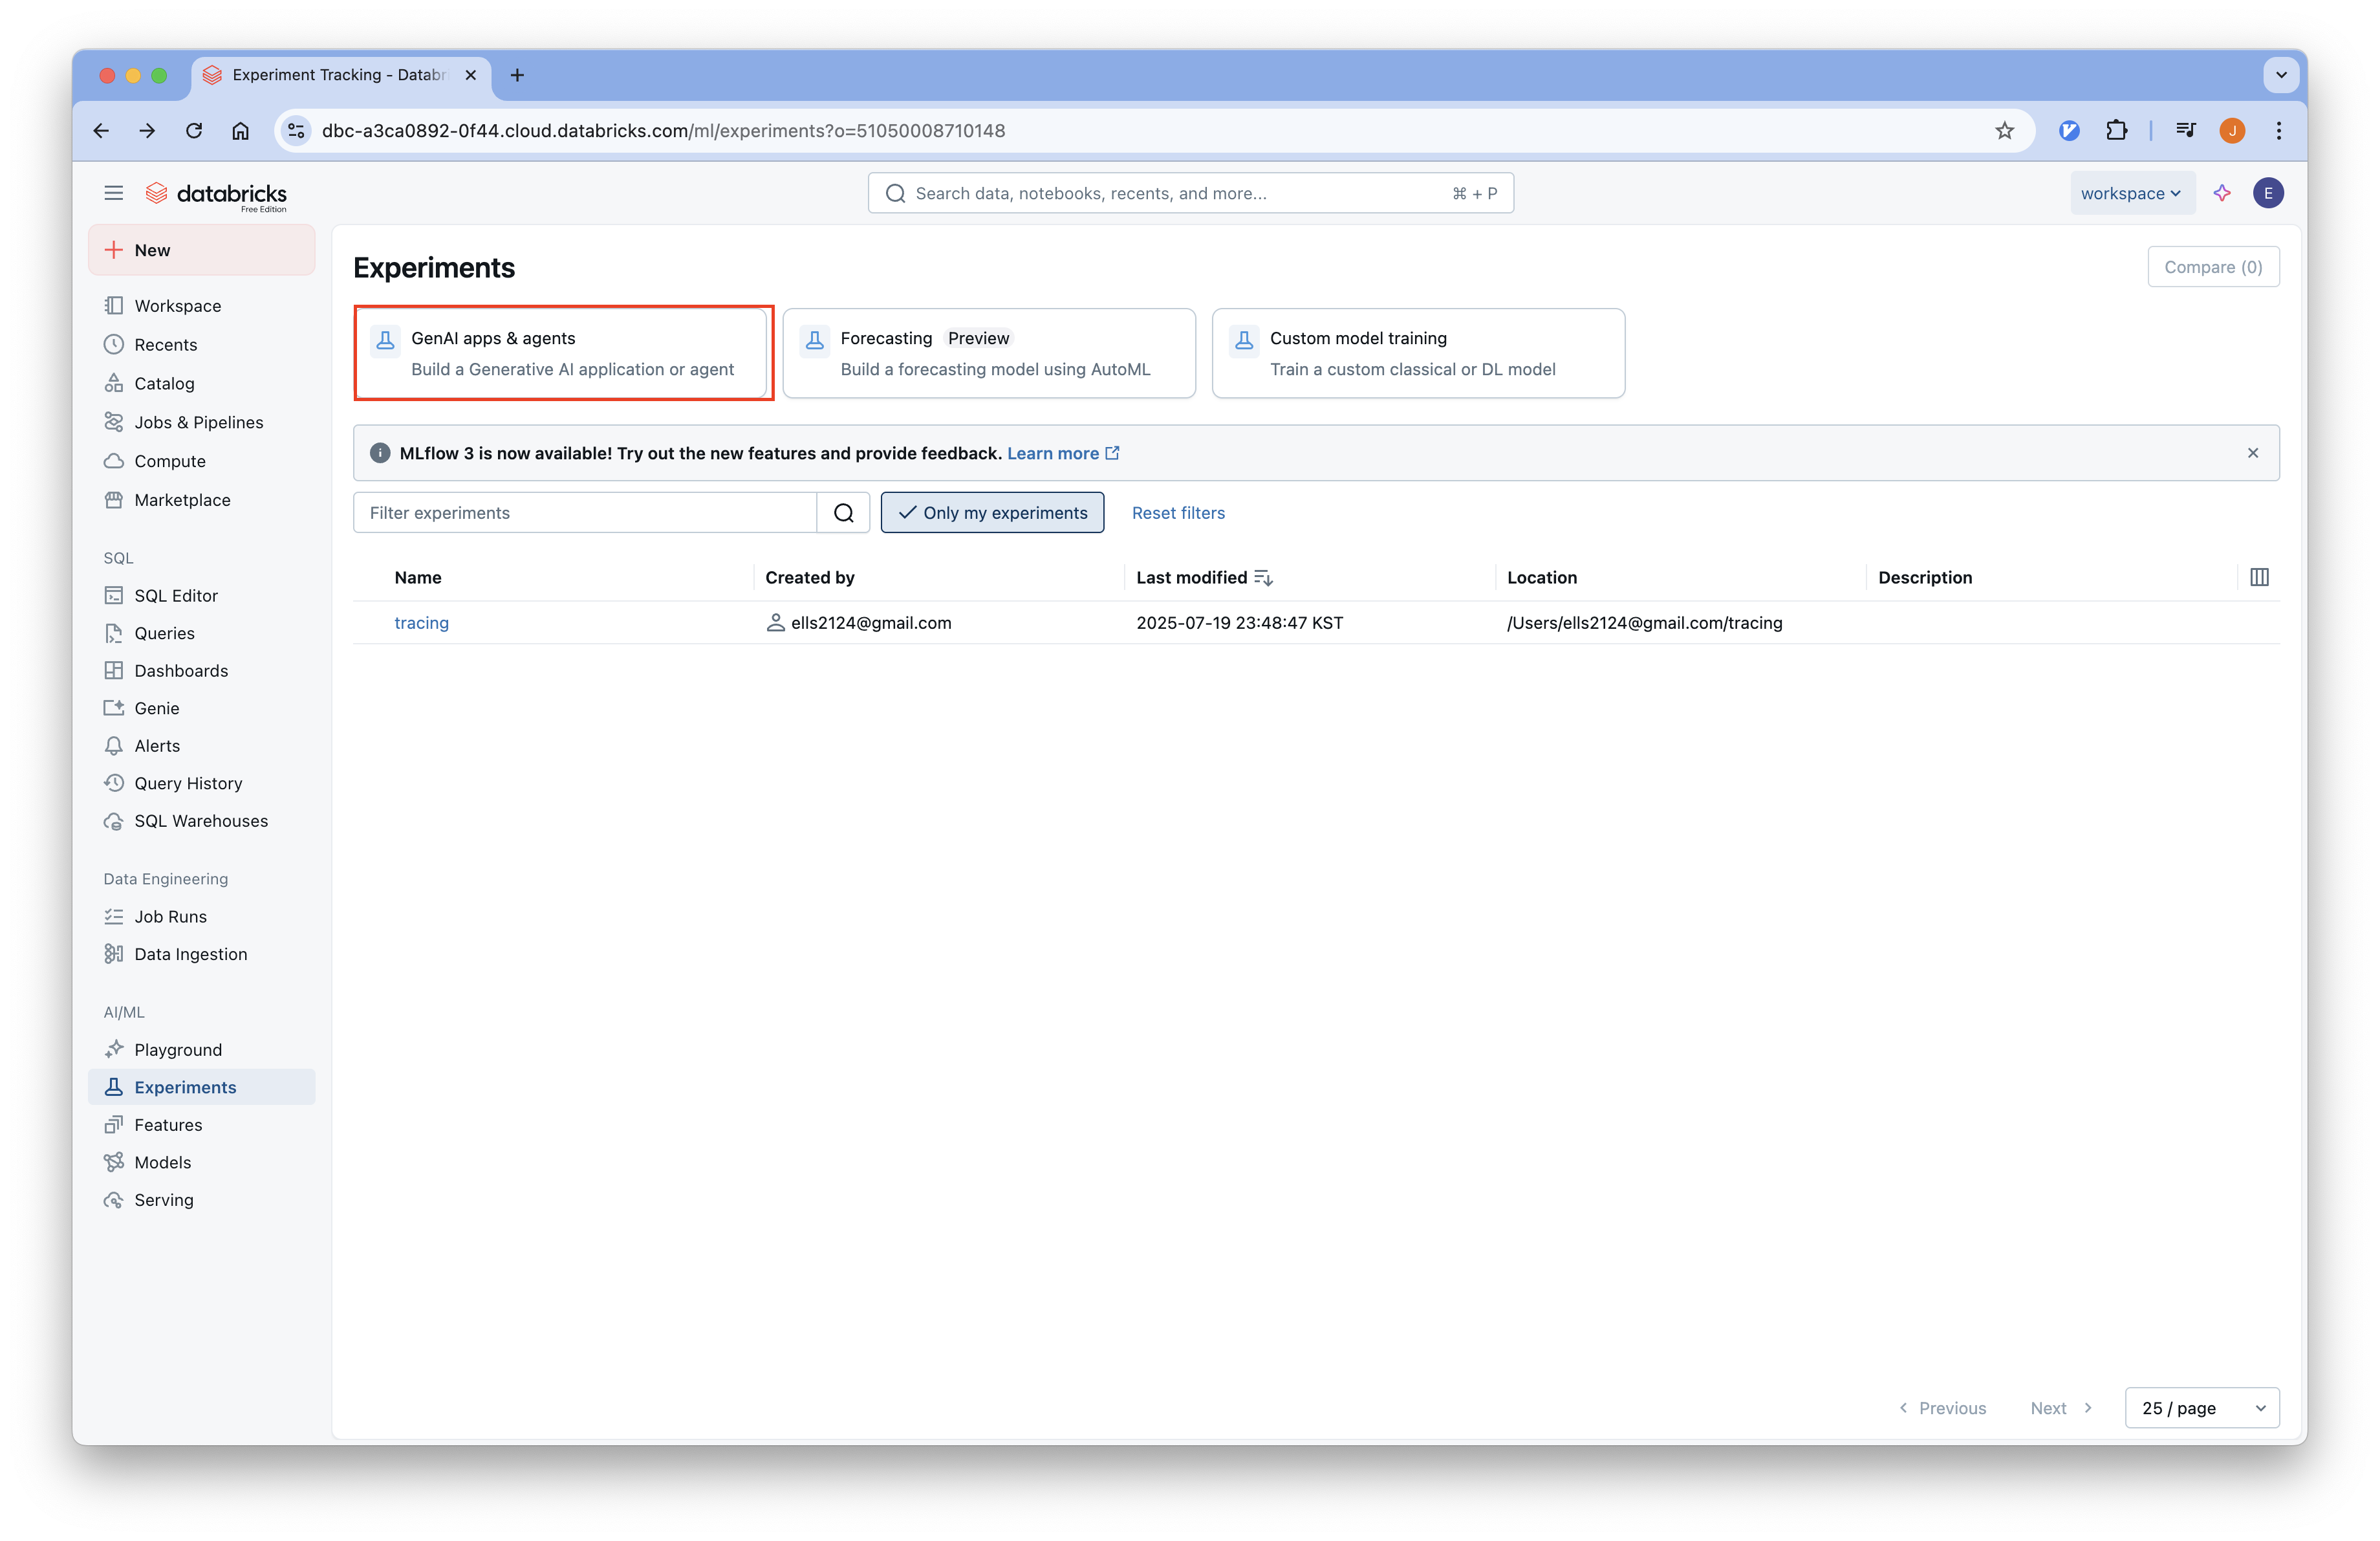 Experiment Tracking - Databr
dbc-a3ca0892-0f44.cloud.databricks.com/ml/experiments?o=51050008710148
J
databricks
Free Edition
Search data, notebooks, recents, and more...
⌘ + P
workspace
E
New
Workspace
Recents
Catalog
Jobs & Pipelines
Compute
Marketplace
SQL
SQL Editor
Queries
Dashboards
Genie
Alerts
Query History
SQL Warehouses
Data Engineering
Job Runs
Data Ingestion
AI/ML
Playground
Experiments
Features
Models
Serving
Experiments
Compare (0)
GenAI apps & agents
Build a Generative AI application or agent
Forecasting Preview
Build a forecasting model using AutoML
Custom model training
Train a custom classical or DL model
MLflow 3 is now available! Try out the new features and provide feedback. Learn more
Filter experiments
Only my experiments
Reset filters
Name Created by Last modified Location Description
tracing ells2124@gmail.com 2025-07-19 23:48:47 KST /Users/ells2124@gmail.com/tracing
Previous Next 25 / page